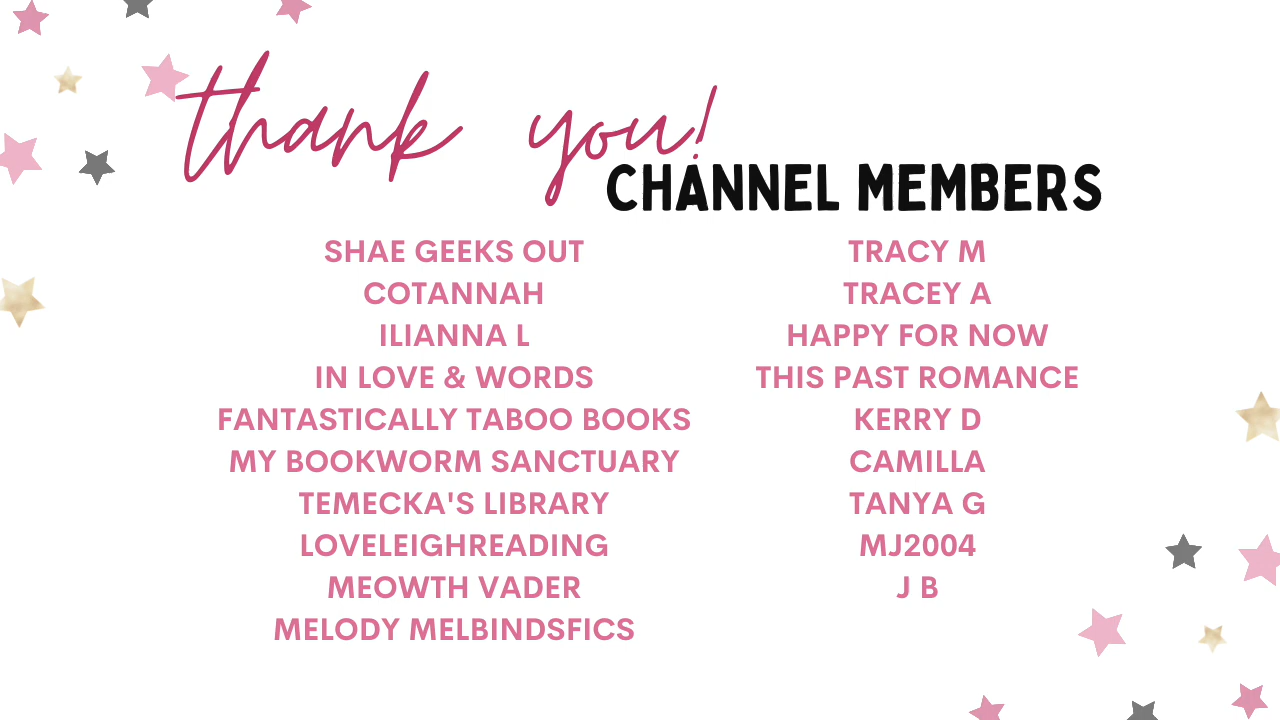 thank you!
CHANNEL MEMBERS
SHAE GEEKS OUT
COTANNAH
ILIANNA L
IN LOVE & WORDS
FANTASTICALLY TABOO BOOKS
MY BOOKWORM SANCTUARY
TEMECKA'S LIBRARY
LOVELEIGHREADING
MEOWTH VADER
MELODY MELBINDSFICS
TRACY M
TRACEY A
HAPPY FOR NOW
THIS PAST ROMANCE
KERRY D
CAMILLA
TANYA G
MJ2004
J B